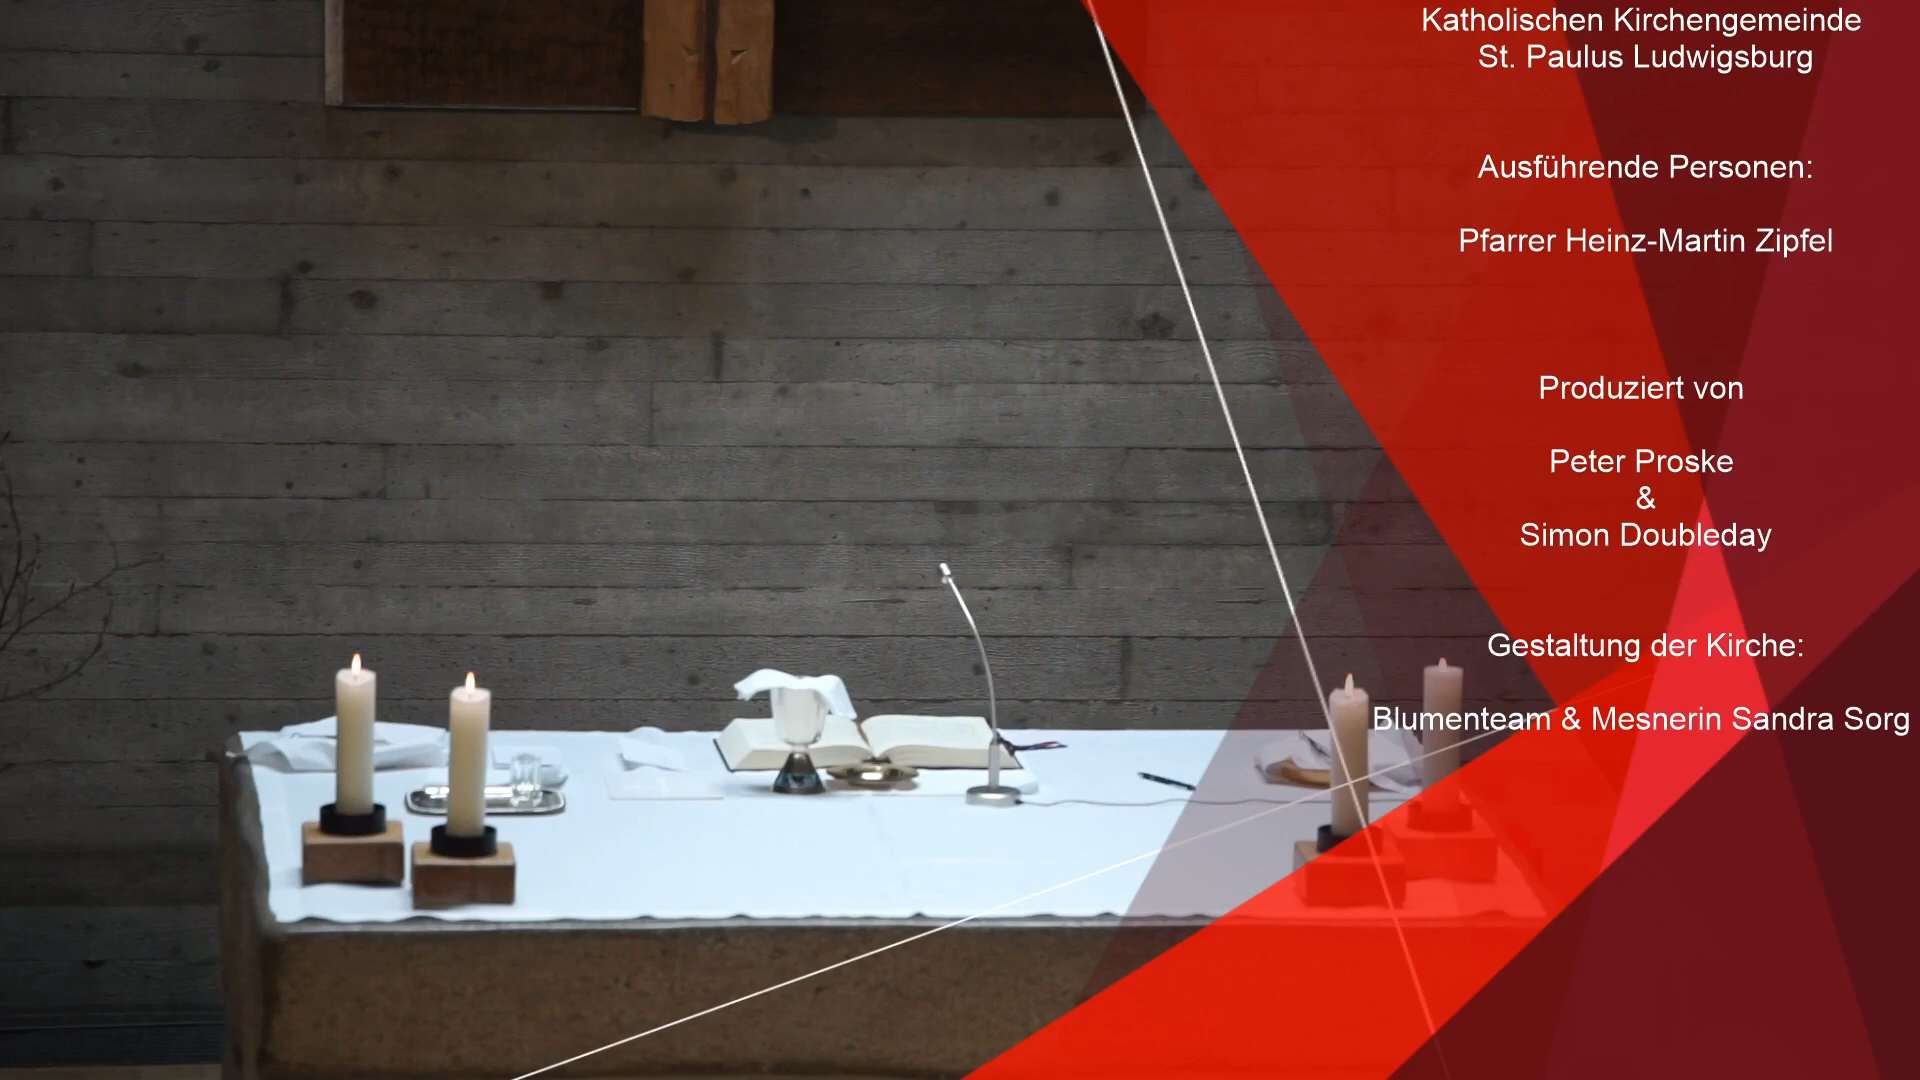 Katholischen Kirchengemeinde
St. Paulus Ludwigsburg
Ausführende Personen:
Pfarrer Heinz-Martin Zipfel
Produziert von
Peter Proske
&
Simon Doubleday
Gestaltung der Kirche:
Blumenteam & Mesnerin Sandra Sorg